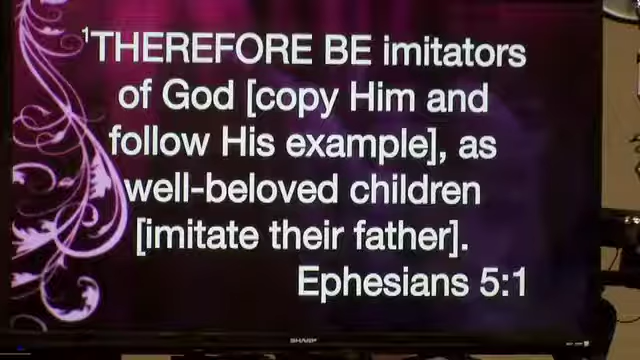 ¹THEREFORE BE imitators
of God [copy Him and
follow His example], as
well-beloved children
[imitate their father].
Ephesians 5:1
SHARP